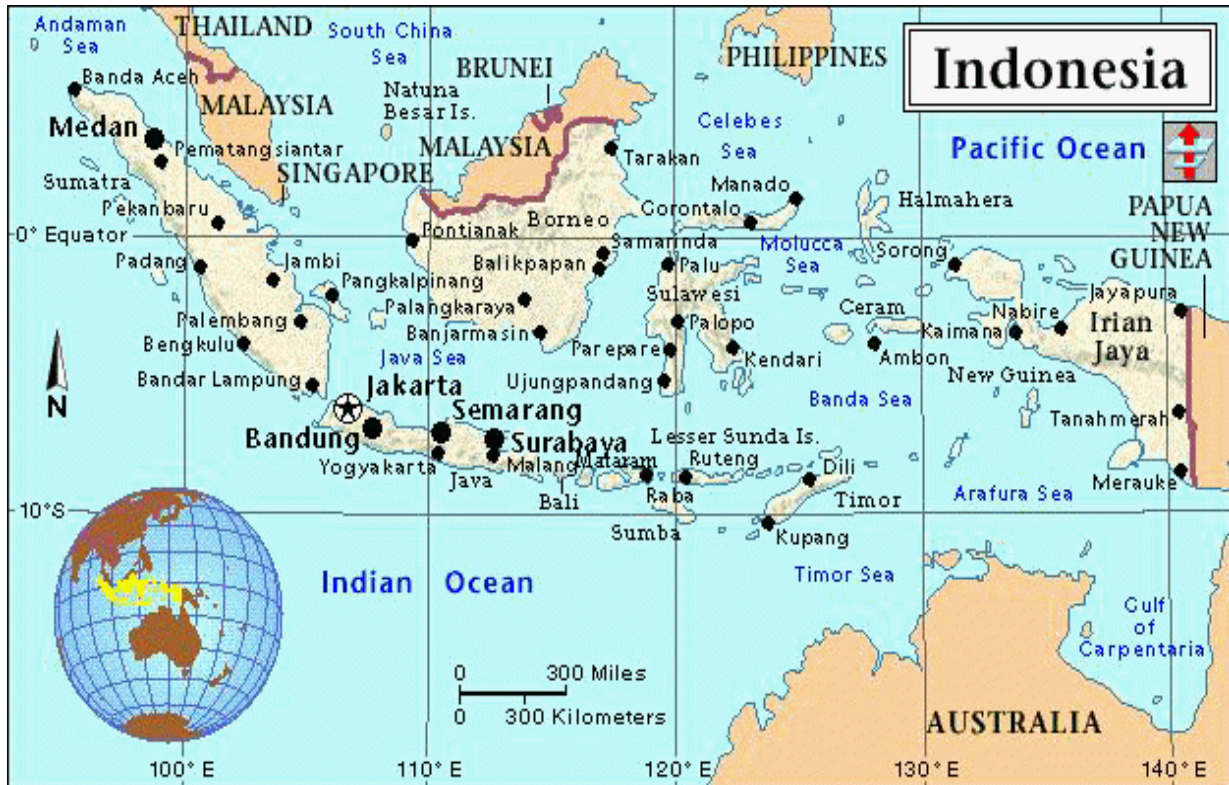 Andaman
Sea
THAILAND
South China
Sea
PHILIPPINES
Indonesia
Banda Aceh
BRUNEI
MALAYSIA
Natuna
Besar Is.
Celebes
Sea
Pacific Ocean
Medan
Pematangsiantar
MALAYSIA
Tarakan
SINGAPORE
Sumatra
Manado
Halmahera
PAPUA
NEW
GUINEA
Pekanbaru
Borneo
Gorontalo
0° Equator
Pontianak
Samarinda
Molucca
Sea
Sorong
Padang
Jambi
Balikpapan
Palu
Pangkalpinang
Palangkaraya
Sulawesi
Ceram
Nabire
Jayapura
Palembang
Banjarmasin
Palopo
Kaimana
Irian
Jaya
Bengkulu
Java Sea
Parepare
Kendari
Ambon
Bandar Lampung
Jakarta
Ujungpandang
New Guinea
N
Banda Sea
Semarang
Tanahmerah
Bandung
Surabaya
Lesser Sunda Is.
Yogyakarta
Malang
Mataram
Ruteng
Dili
Java
Merauke
Bali
Raba
Timor
Arafura Sea
10°S
Sumba
Kupang
Indian Ocean
Timor Sea
Gulf
of
Carpentaria
0 300 Miles
0 300 Kilometers
AUSTRALIA
100° E 110° E 120° E 130° E 140° E